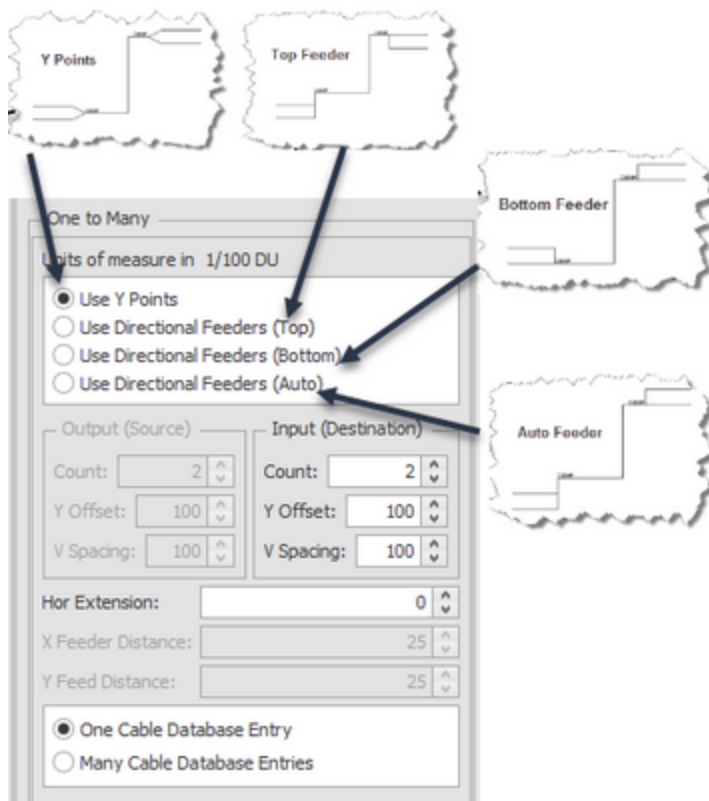 Y Points
Top Feeder
Bottom Feeder
Auto Feeder
One to Many
Units of measure in 1/100 DU
Use Y Points
Use Directional Feeders (Top)
Use Directional Feeders (Bottom)
Use Directional Feeders (Auto)
Output (Source)
Input (Destination)
Count: 2
Count: 2
Y Offset: 100
Y Offset: 100
V Spacing: 100
V Spacing: 100
Hor Extension: 0
X Feeder Distance: 25
Y Feed Distance: 25
One Cable Database Entry
Many Cable Database Entries